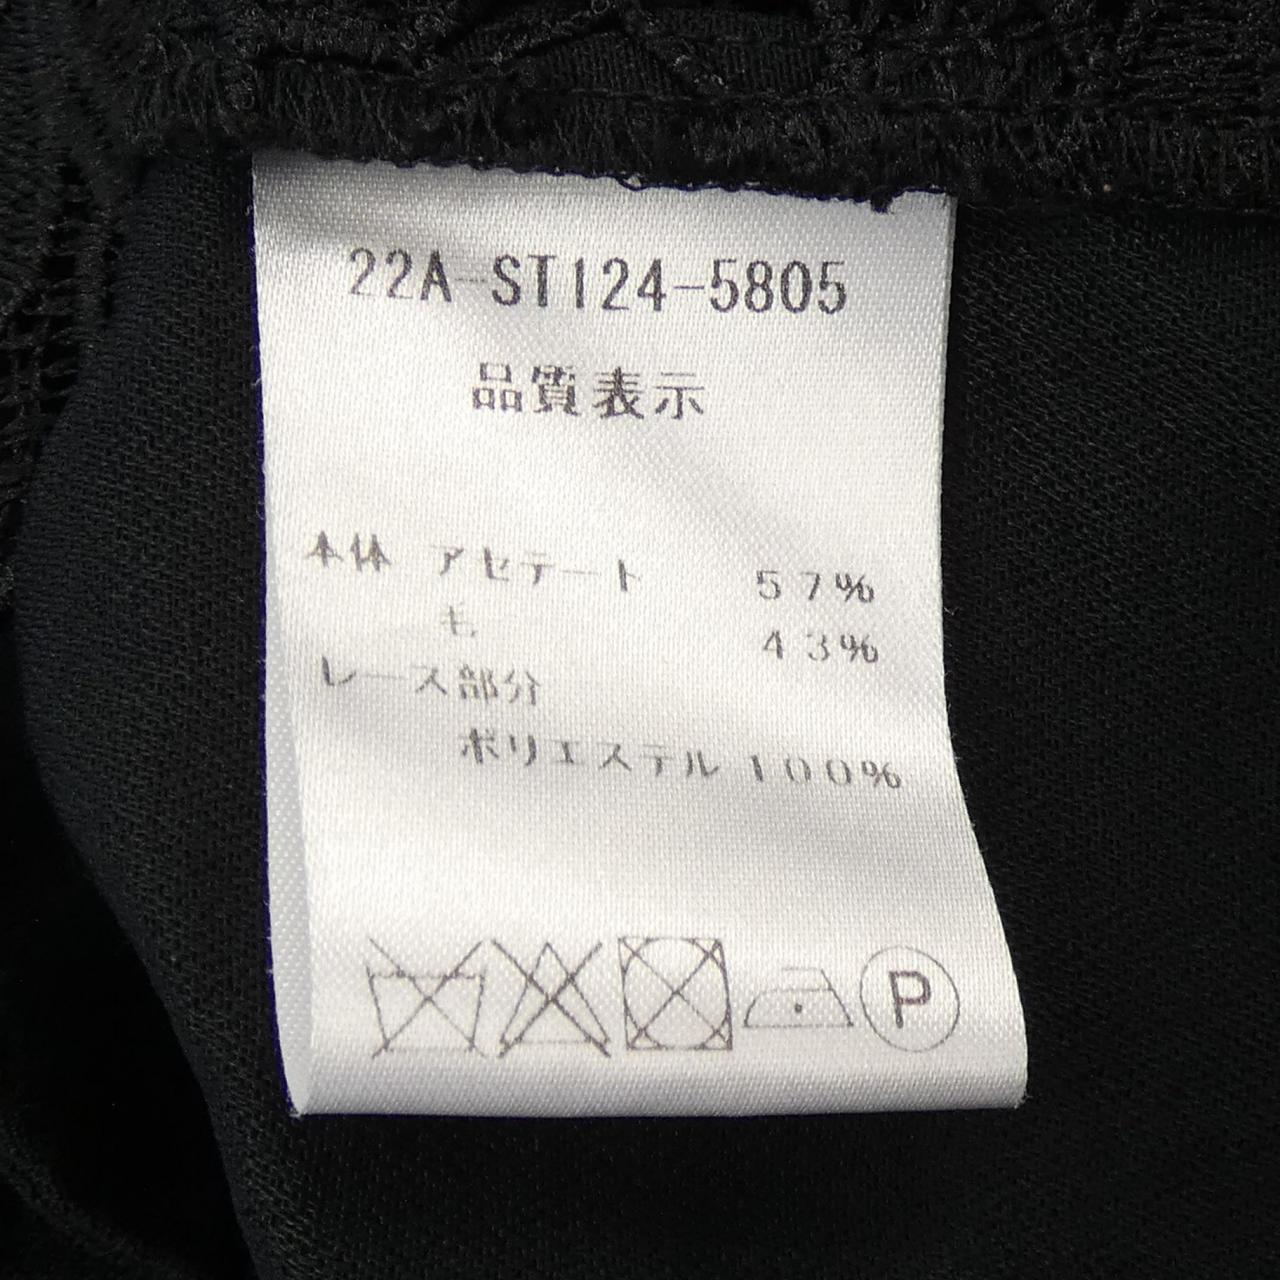 22A-ST124-5805
品質表示
本体 アセテート 57%
毛 43%
レース部分
ポリエステル 100%
P